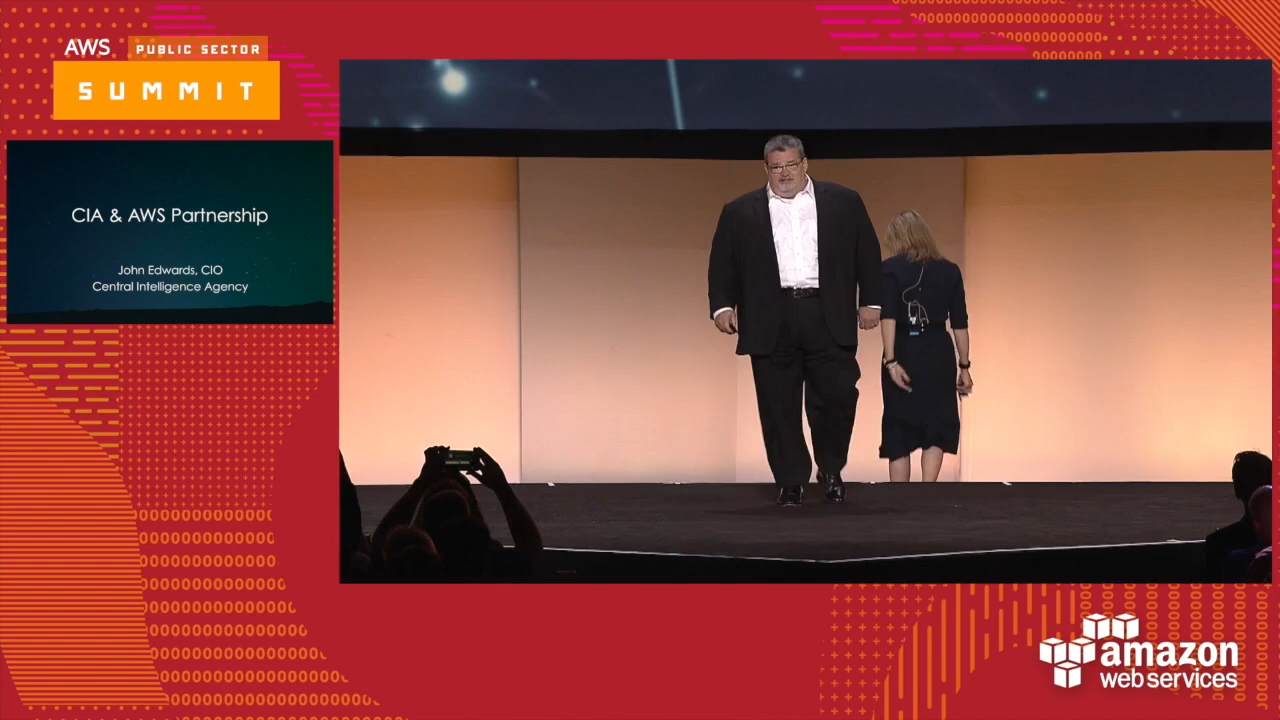 AWS PUBLIC SECTOR
SUMMIT
CIA & AWS Partnership
John Edwards, CIO
Central Intelligence Agency
amazon
web services